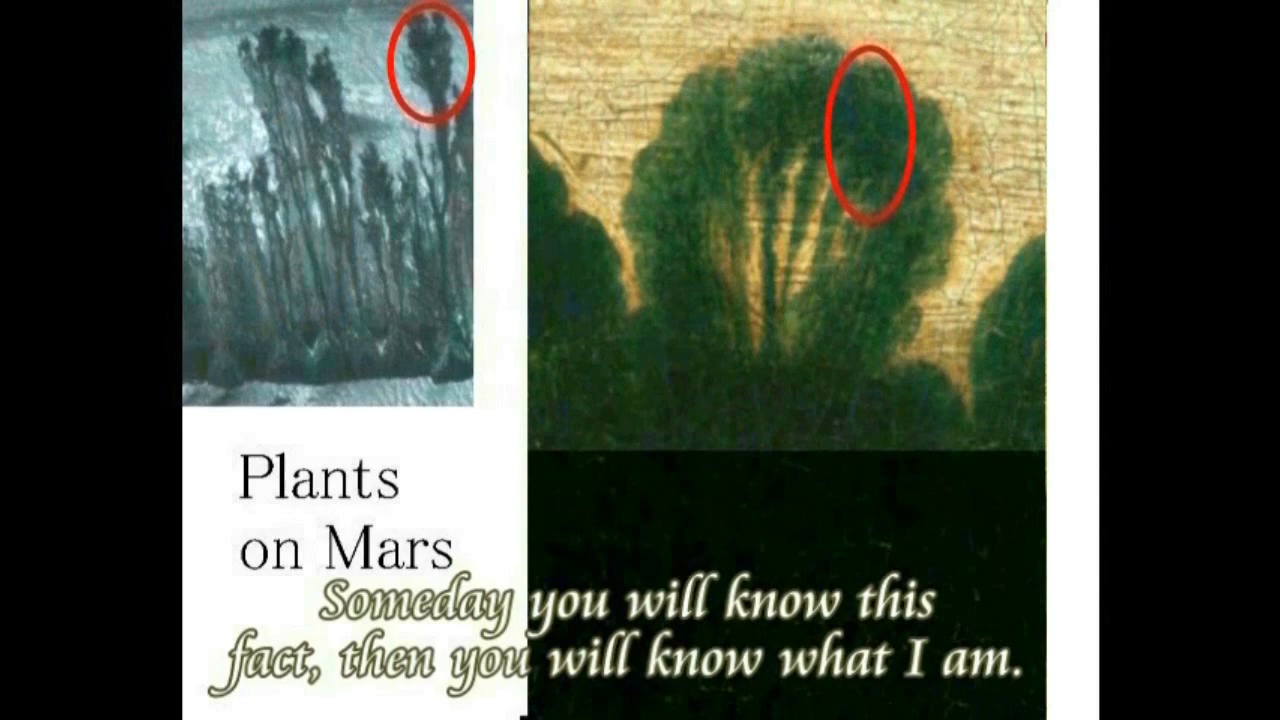 Plants
on Mars
Someday you will know this
fact, then you will know what I am.